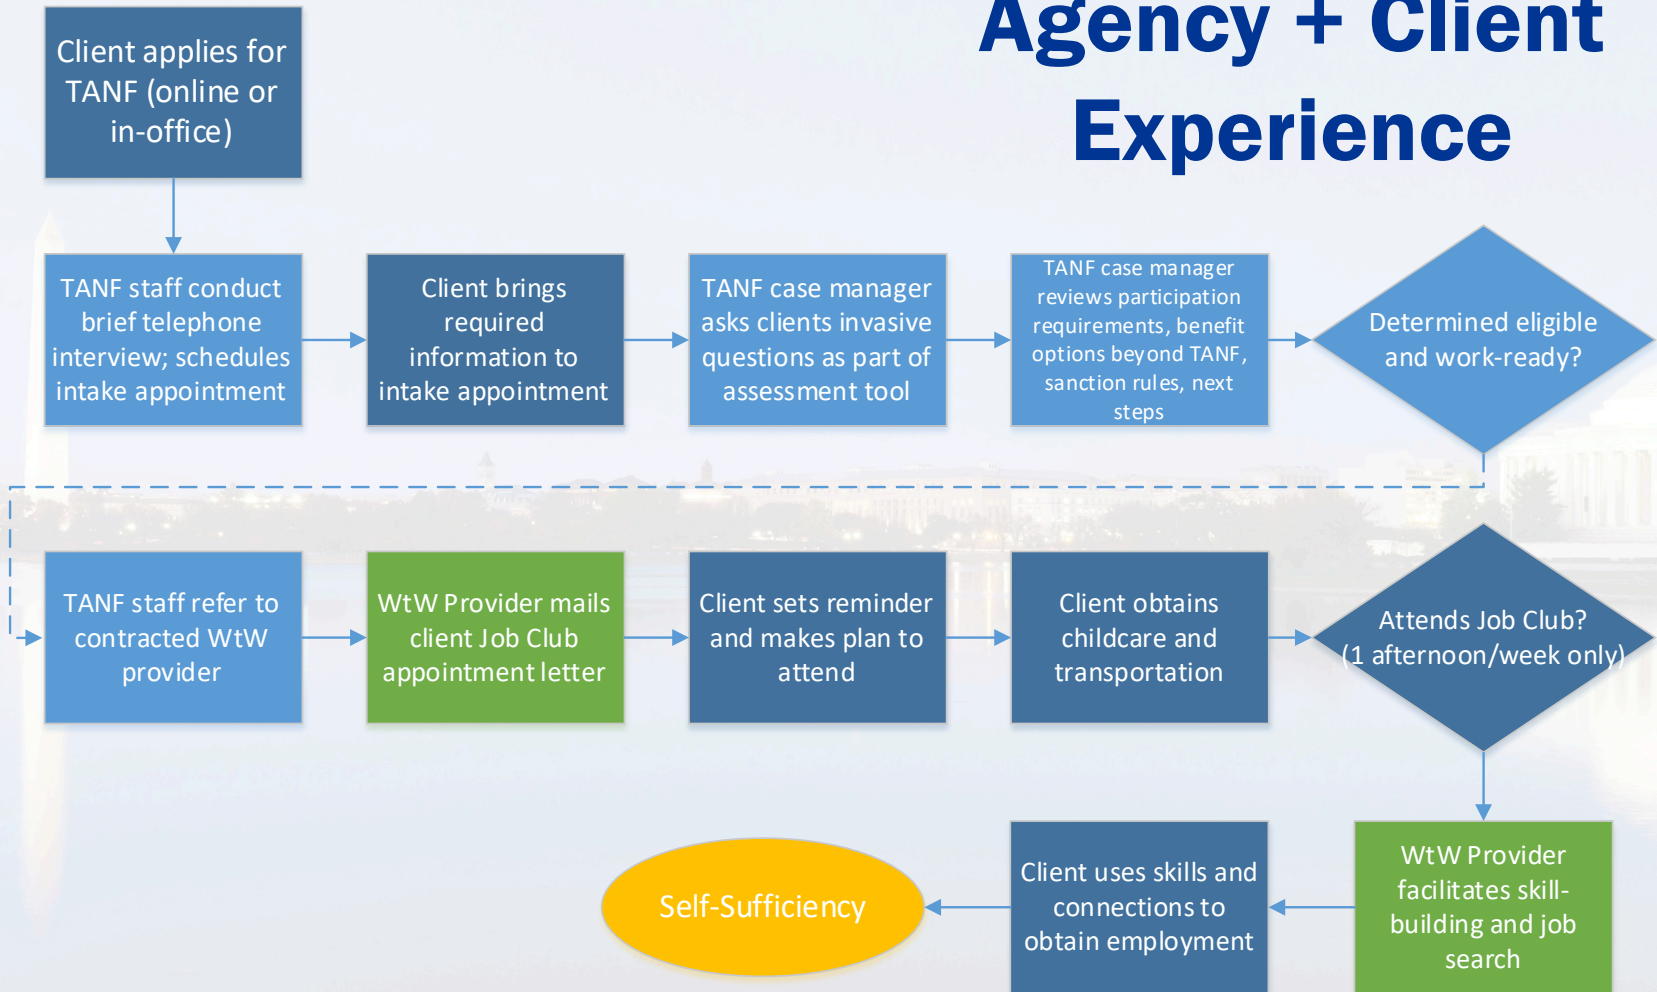 Agency + Client
Experience
Client applies for
TANF (online or
in-office)
TANF staff conduct
brief telephone
interview; schedules
intake appointment
Client brings
required
information to
intake appointment
TANF case manager
asks clients invasive
questions as part of
assessment tool
TANF case manager
reviews participation
requirements, benefit
options beyond TANF,
sanction rules, next
steps
Determined eligible
and work-ready?
TANF staff refer to
contracted WtW
provider
WtW Provider mails
client Job Club
appointment letter
Client sets reminder
and makes plan to
attend
Client obtains
childcare and
transportation
Attends Job Club?
(1 afternoon/week only)
WtW Provider
facilitates skill-
building and job
search
Client uses skills and
connections to
obtain employment
Self-Sufficiency